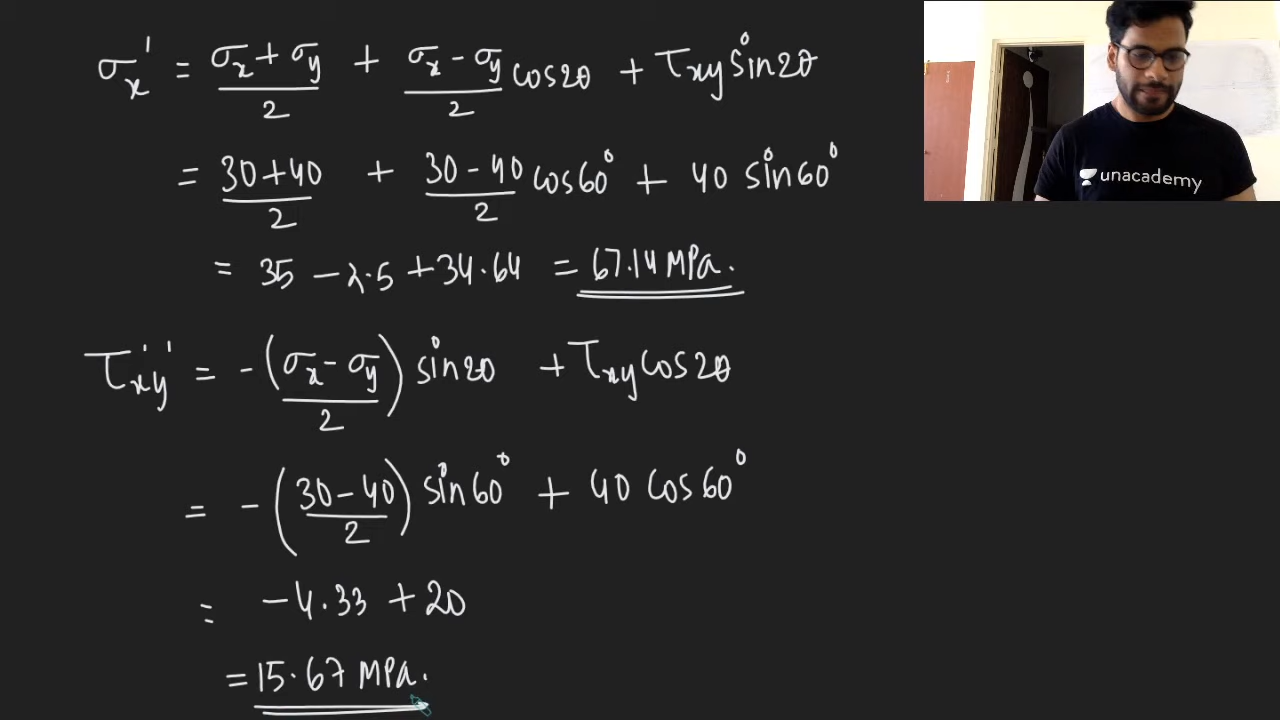 σx' = (σx + σy)/2 + (σx - σy)/2 cos2θ + τxy sin2θ
= (30+40)/2 + (30-40)/2 cos60° + 40 sin60°
= 35 - 2.5 + 34.64 = 67.14 MPa.
τx'y' = -((σx - σy)/2) sin2θ + τxy cos2θ
= -((30-40)/2) sin60° + 40 cos60°
= -4.33 + 20
= 15.67 MPa.
unacademy